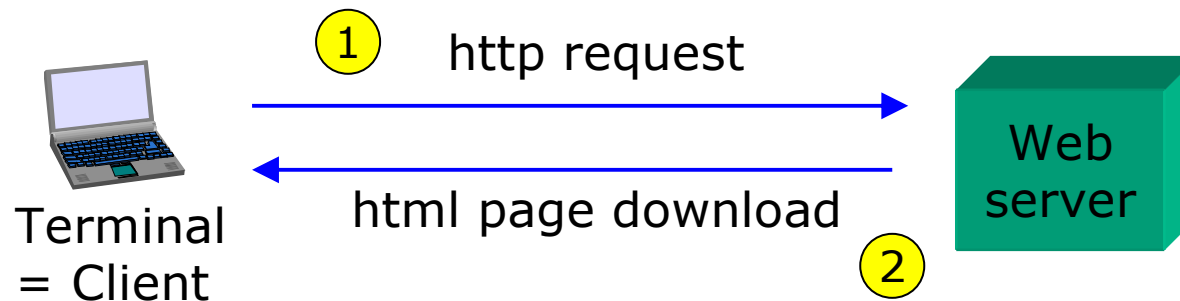 1
http request
Web
server
html page download
Terminal
= Client
2